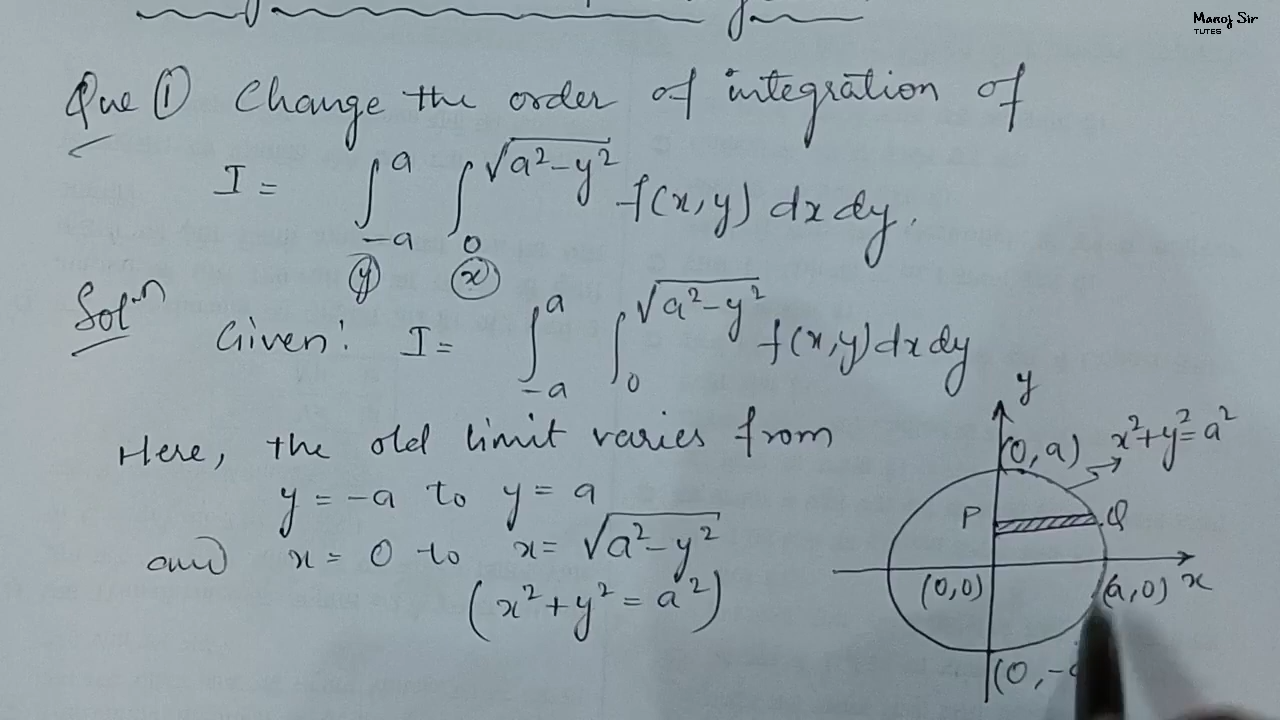 Manoj Sir
TUTES
Que ① Change the order of integration of
I = ∫_{-a}^{a} ∫_{0}^{√(a²-y²)} f(x,y) dx dy.
y x
Solⁿ
Given: I = ∫_{-a}^{a} ∫_{0}^{√(a²-y²)} f(x,y) dx dy
Here, the old limit varies from
y = -a to y = a
and x = 0 to x = √(a²-y²)
(x²+y² = a²)
y
(0,a)
x²+y²=a²
P
Q
(0,0)
(a,0)
x
(0,-